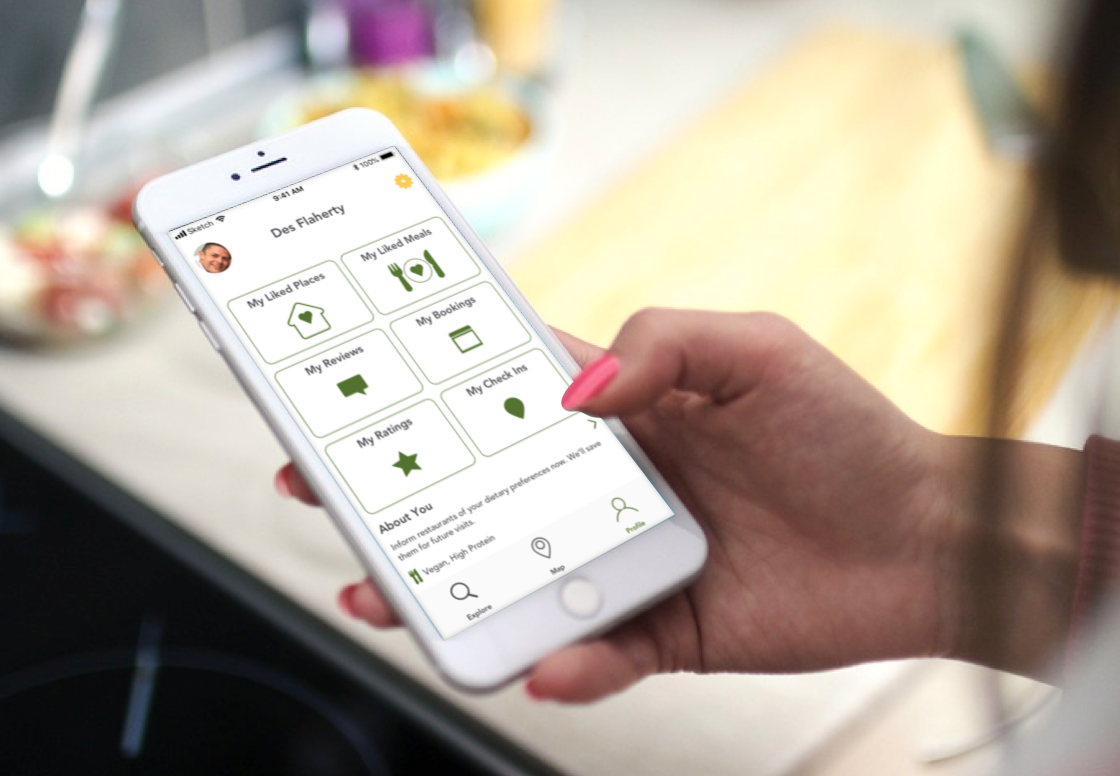 Sketch 9:41 AM 100%
Des Flaherty
My Liked Places
My Liked Meals
My Reviews
My Bookings
My Ratings
My Check Ins
About You
Inform restaurants of your dietary preferences now. We'll save
them for future visits.
Vegan, High Protein
Explore
Map
Profile